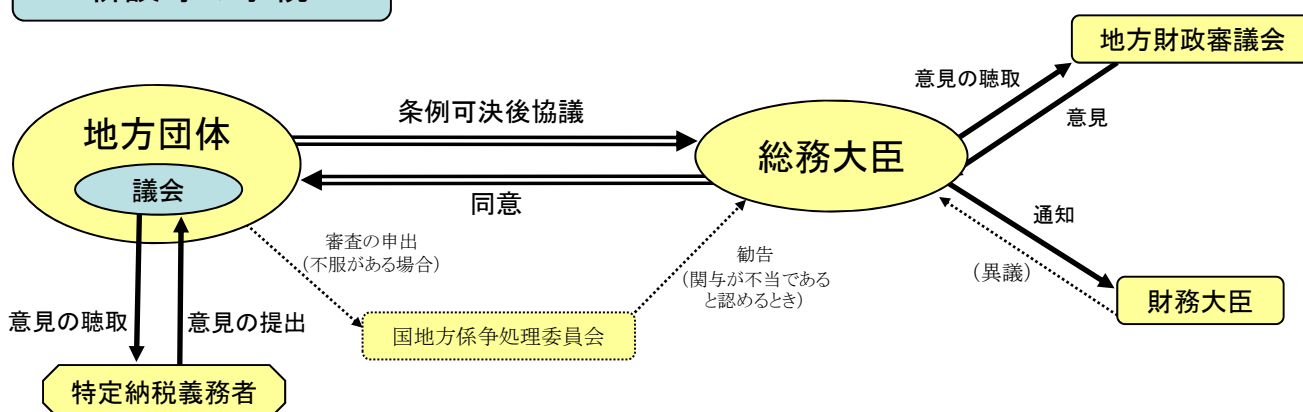 地方財政審議会
意見の聴取
意見
条例可決後協議
地方団体
議会
総務大臣
同意
通知
(異議)
財務大臣
審査の申出
(不服がある場合)
勧告
(関与が不当である
と認めるとき)
国地方係争処理委員会
意見の聴取
意見の提出
特定納税義務者